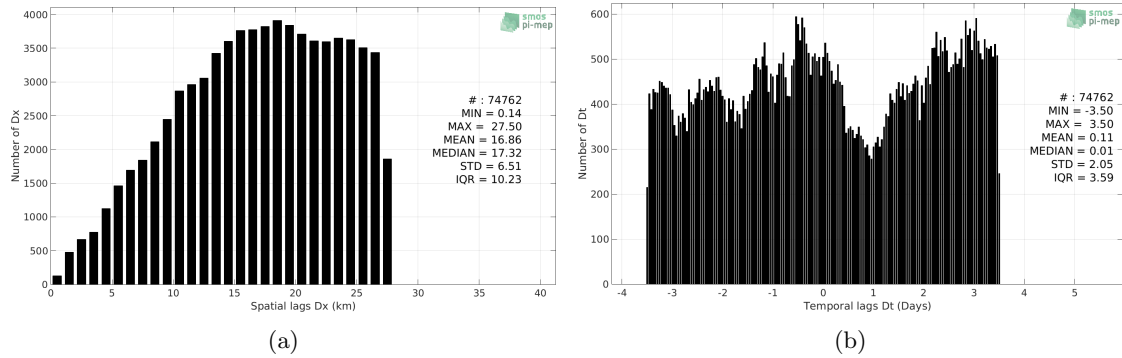 smos
pi-mep
4000
3500
3000
2500
2000
1500
1000
500
0
Number of Dx
# : 74762
MIN = 0.14
MAX = 27.50
MEAN = 16.86
MEDIAN = 17.32
STD = 6.51
IQR = 10.23
0 5 10 15 20 25 30 35 40
Spatial lags Dx (km)
(a)
smos
pi-mep
600
500
400
300
200
100
0
Number of Dt
# : 74762
MIN = -3.50
MAX = 3.50
MEAN = 0.11
MEDIAN = 0.01
STD = 2.05
IQR = 3.59
-4 -3 -2 -1 0 1 2 3 4 5
Temporal lags Dt (Days)
(b)